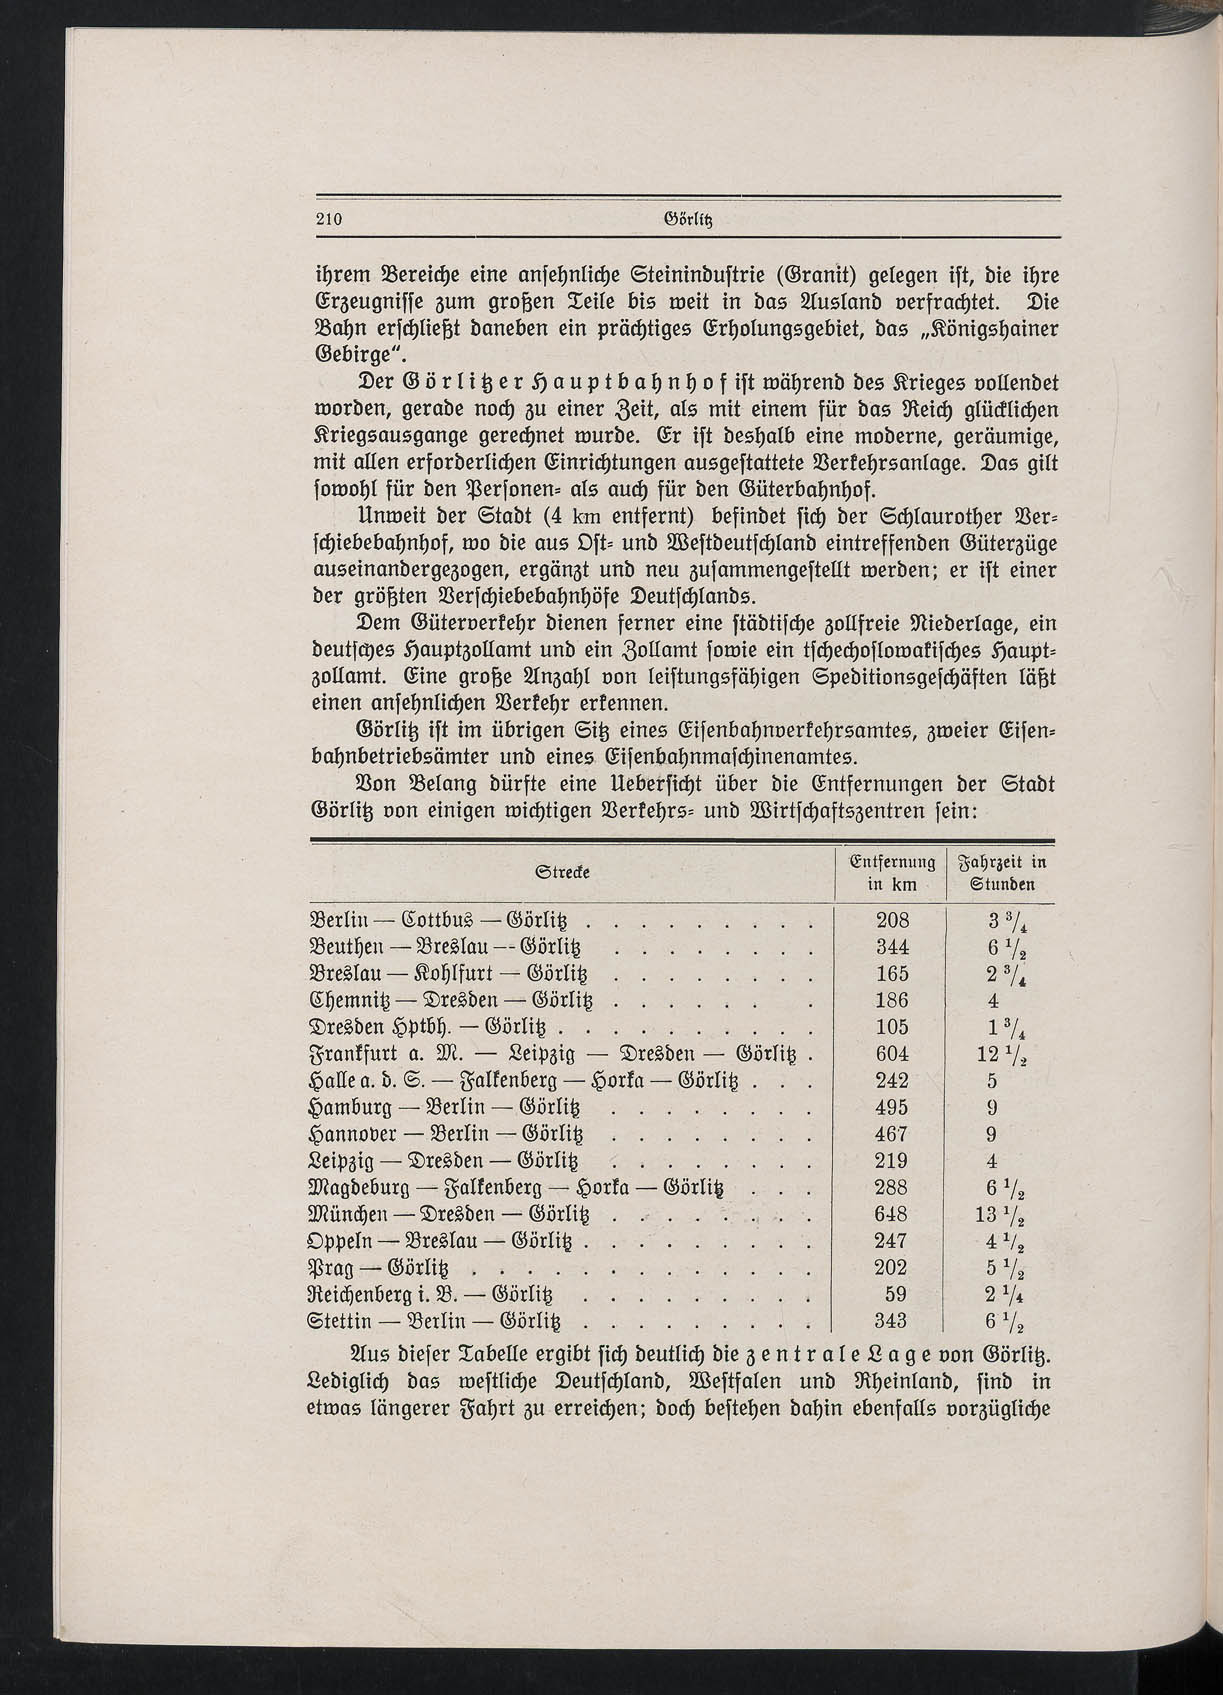 210 Görlitz
ihrem Bereiche eine ansehnliche Steinindustrie (Granit) gelegen ist, die ihre
Erzeugnisse zum großen Teile bis weit in das Ausland verfrachtet. Die
Bahn erschließt daneben ein prächtiges Erholungsgebiet, das „Königshainer
Gebirge“.
Der Görlitzer Hauptbahnhof ist während des Krieges vollendet
worden, gerade noch zu einer Zeit, als mit einem für das Reich glücklichen
Kriegsausgange gerechnet wurde. Er ist deshalb eine moderne, geräumige,
mit allen erforderlichen Einrichtungen ausgestattete Verkehrsanlage. Das gilt
sowohl für den Personen- als auch für den Güterbahnhof.
Unweit der Stadt (4 km entfernt) befindet sich der Schlaurother Ver-
schiebebahnhof, wo die aus Ost- und Westdeutschland eintreffenden Güterzüge
auseinandergezogen, ergänzt und neu zusammengestellt werden; er ist einer
der größten Verschiebebahnhöfe Deutschlands.
Dem Güterverkehr dienen ferner eine städtische zollfreie Niederlage, ein
deutsches Hauptzollamt und ein Zollamt sowie ein tschechoslowakisches Haupt-
zollamt. Eine große Anzahl von leistungsfähigen Speditionsgeschäften läßt
einen ansehnlichen Verkehr erkennen.
Görlitz ist im übrigen Sitz eines Eisenbahnverkehrsamtes, zweier Eisen-
bahnbetriebsämter und eines Eisenbahnmaschinenamtes.
Von Belang dürfte eine Uebersicht über die Entfernungen der Stadt
Görlitz von einigen wichtigen Verkehrs- und Wirtschaftszentren sein:
Strecke Entfernung in km Fahrzeit in Stunden
Berlin — Cottbus — Görlitz . . . . . . . . . 208 3 3/4
Beuthen — Breslau — Görlitz . . . . . . . . 344 6 1/2
Breslau — Kohlfurt — Görlitz . . . . . . . . 165 2 3/4
Chemnitz — Dresden — Görlitz . . . . . . . 186 4
Dresden Hptbh. — Görlitz . . . . . . . . . . 105 1 3/4
Frankfurt a. M. — Leipzig — Dresden — Görlitz . 604 12 1/2
Halle a. d. S. — Falkenberg — Horka — Görlitz . . . 242 5
Hamburg — Berlin — Görlitz . . . . . . . . 495 9
Hannover — Berlin — Görlitz . . . . . . . . 467 9
Leipzig — Dresden — Görlitz . . . . . . . . 219 4
Magdeburg — Falkenberg — Horka — Görlitz . . . 288 6 1/2
München — Dresden — Görlitz . . . . . . . . 648 13 1/2
Oppeln — Breslau — Görlitz . . . . . . . . . 247 4 1/2
Prag — Görlitz . . . . . . . . . . . . . 202 5 1/2
Reichenberg i. B. — Görlitz . . . . . . . . . 59 2 1/4
Stettin — Berlin — Görlitz . . . . . . . . . 343 6 1/2
Aus dieser Tabelle ergibt sich deutlich die zentrale Lage von Görlitz.
Lediglich das westliche Deutschland, Westfalen und Rheinland, sind in
etwas längerer Fahrt zu erreichen; doch bestehen dahin ebenfalls vorzügliche